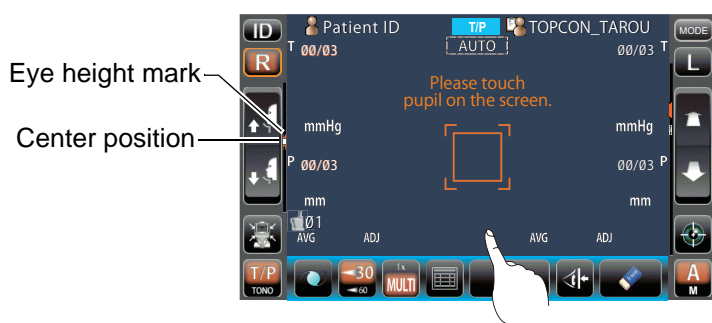 ID Patient ID T/P TOPCON_TAROU MODE
R T 00/03 AUTO 00/03 T L
Please touch
pupil on the screen.
Eye height mark
mmHg mmHg
Center position
P 00/03 00/03 P
mm mm
01
AVG ADJ AVG ADJ
T/P 30 1x A
TONO 60 MULTI M